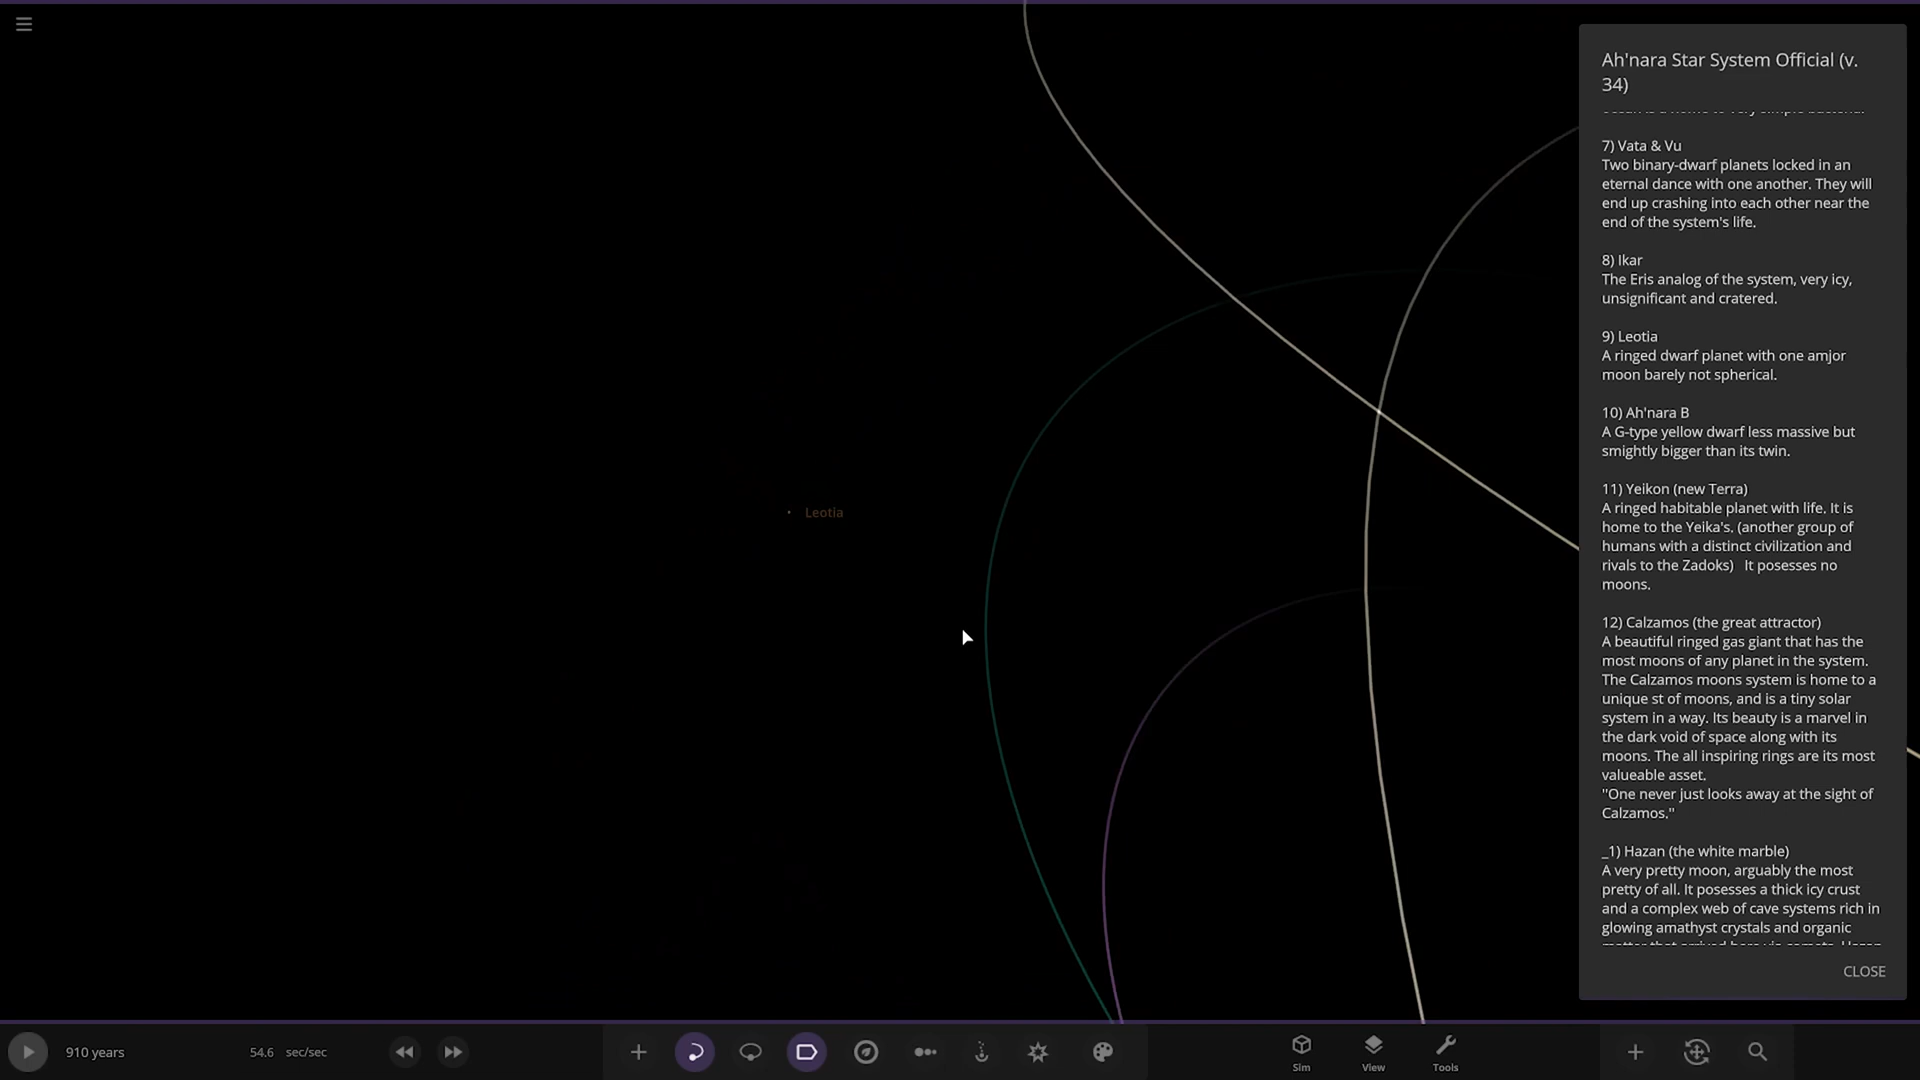 Ah'nara Star System Official (v.
34)
7) Vata & Vu
Two binary-dwarf planets locked in an
eternal dance with one another. They will
end up crashing into each other near the
end of the system's life.
8) Ikar
The Eris analog of the system, very icy,
unsignificant and cratered.
9) Leotia
A ringed dwarf planet with one amjor
moon barely not spherical.
10) Ah'nara B
A G-type yellow dwarf less massive but
smightly bigger than its twin.
11) Yeikon (new Terra)
A ringed habitable planet with life. It is
home to the Yeika's. (another group of
humans with a distinct civilization and
rivals to the Zadoks)   It posesses no
moons.
12) Calzamos (the great attractor)
A beautiful ringed gas giant that has the
most moons of any planet in the system.
The Calzamos moons system is home to a
unique st of moons, and is a tiny solar
system in a way. Its beauty is a marvel in
the dark void of space along with its
moons. The all inspiring rings are its most
valueable asset.
"One never just looks away at the sight of
Calzamos."
_1) Hazan (the white marble)
A very pretty moon, arguably the most
pretty of all. It posesses a thick icy crust
and a complex web of cave systems rich in
glowing amathyst crystals and organic
CLOSE
Leotia
910 years
54.6 sec/sec
Sim
View
Tools